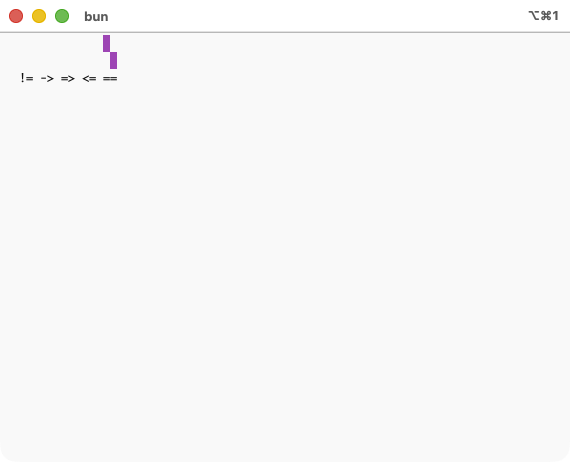 bun
⌥⌘1
!= -> => <= ==